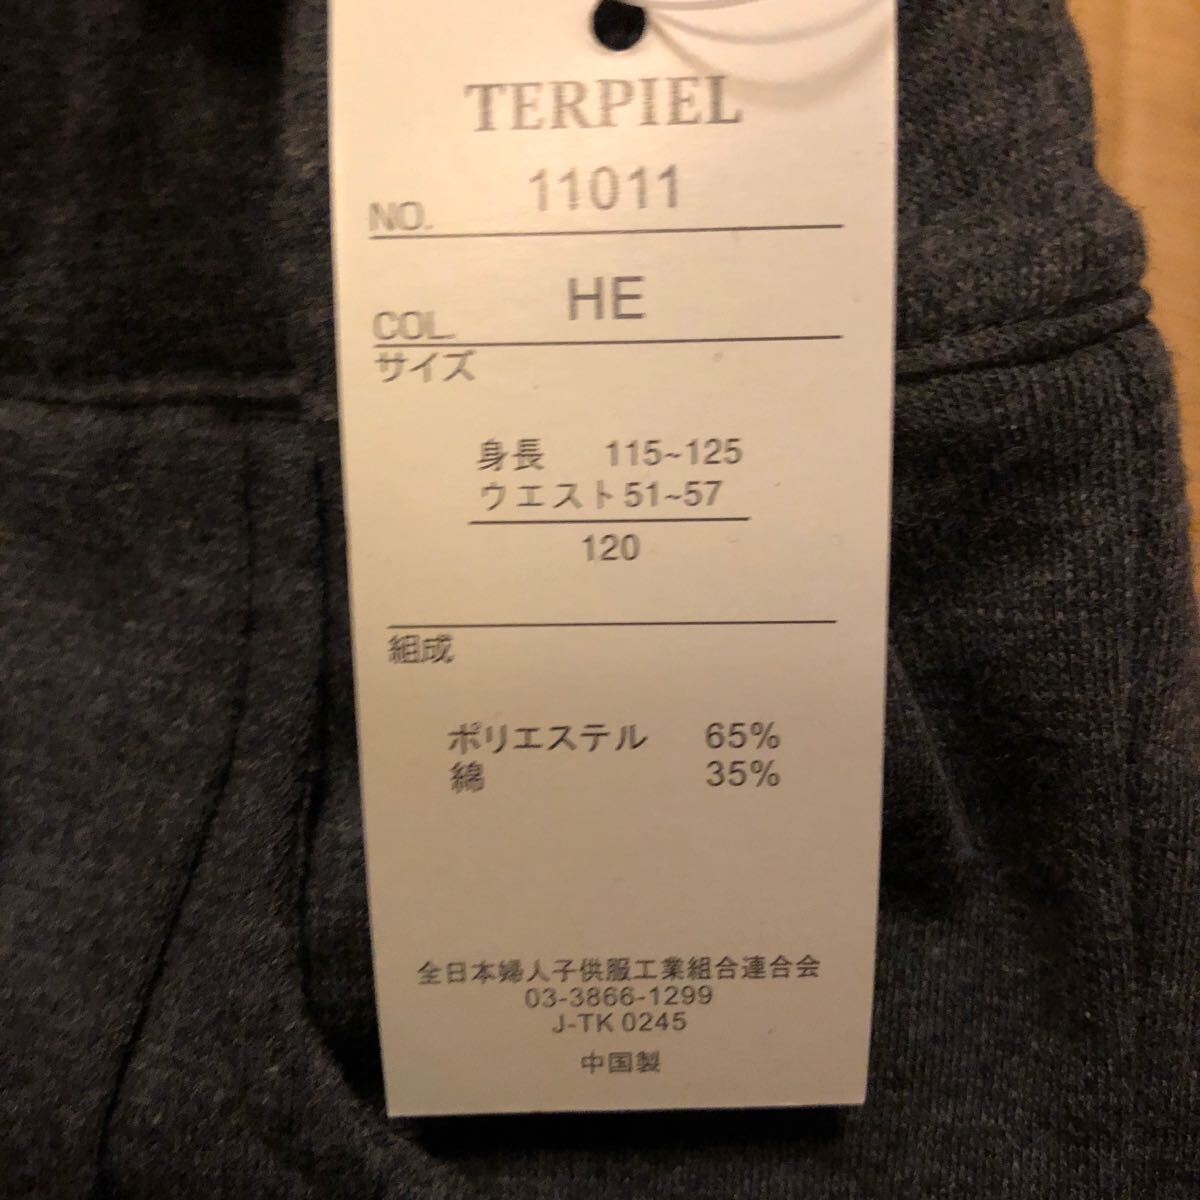 TERPIEL
NO. 11011
COL. HE
サイズ
身長 115~125
ウエスト 51~57
120
組成
ポリエステル 65%
綿 35%
全日本婦人子供服工業組合連合会
03-3866-1299
J-TK 0245
中国製